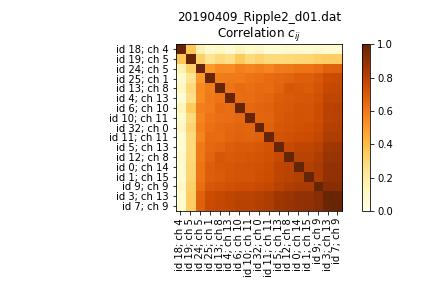 20190409_Ripple2_d01.dat
Correlation c_ij
id 18; ch 4
id 19; ch 5
id 24; ch 5
id 25; ch 1
id 13; ch 8
id 4; ch 13
id 6; ch 10
id 10; ch 11
id 32; ch 0
id 11; ch 11
id 5; ch 13
id 12; ch 8
id 0; ch 14
id 1; ch 15
id 9; ch 9
id 3; ch 13
id 7; ch 9
1.0
0.8
0.6
0.4
0.2
0.0
id 18; ch 4
id 19; ch 5
id 24; ch 5
id 25; ch 1
id 13; ch 8
id 4; ch 13
id 6; ch 10
id 10; ch 11
id 32; ch 0
id 11; ch 11
id 5; ch 13
id 12; ch 8
id 0; ch 14
id 1; ch 15
id 9; ch 9
id 3; ch 13
id 7; ch 9